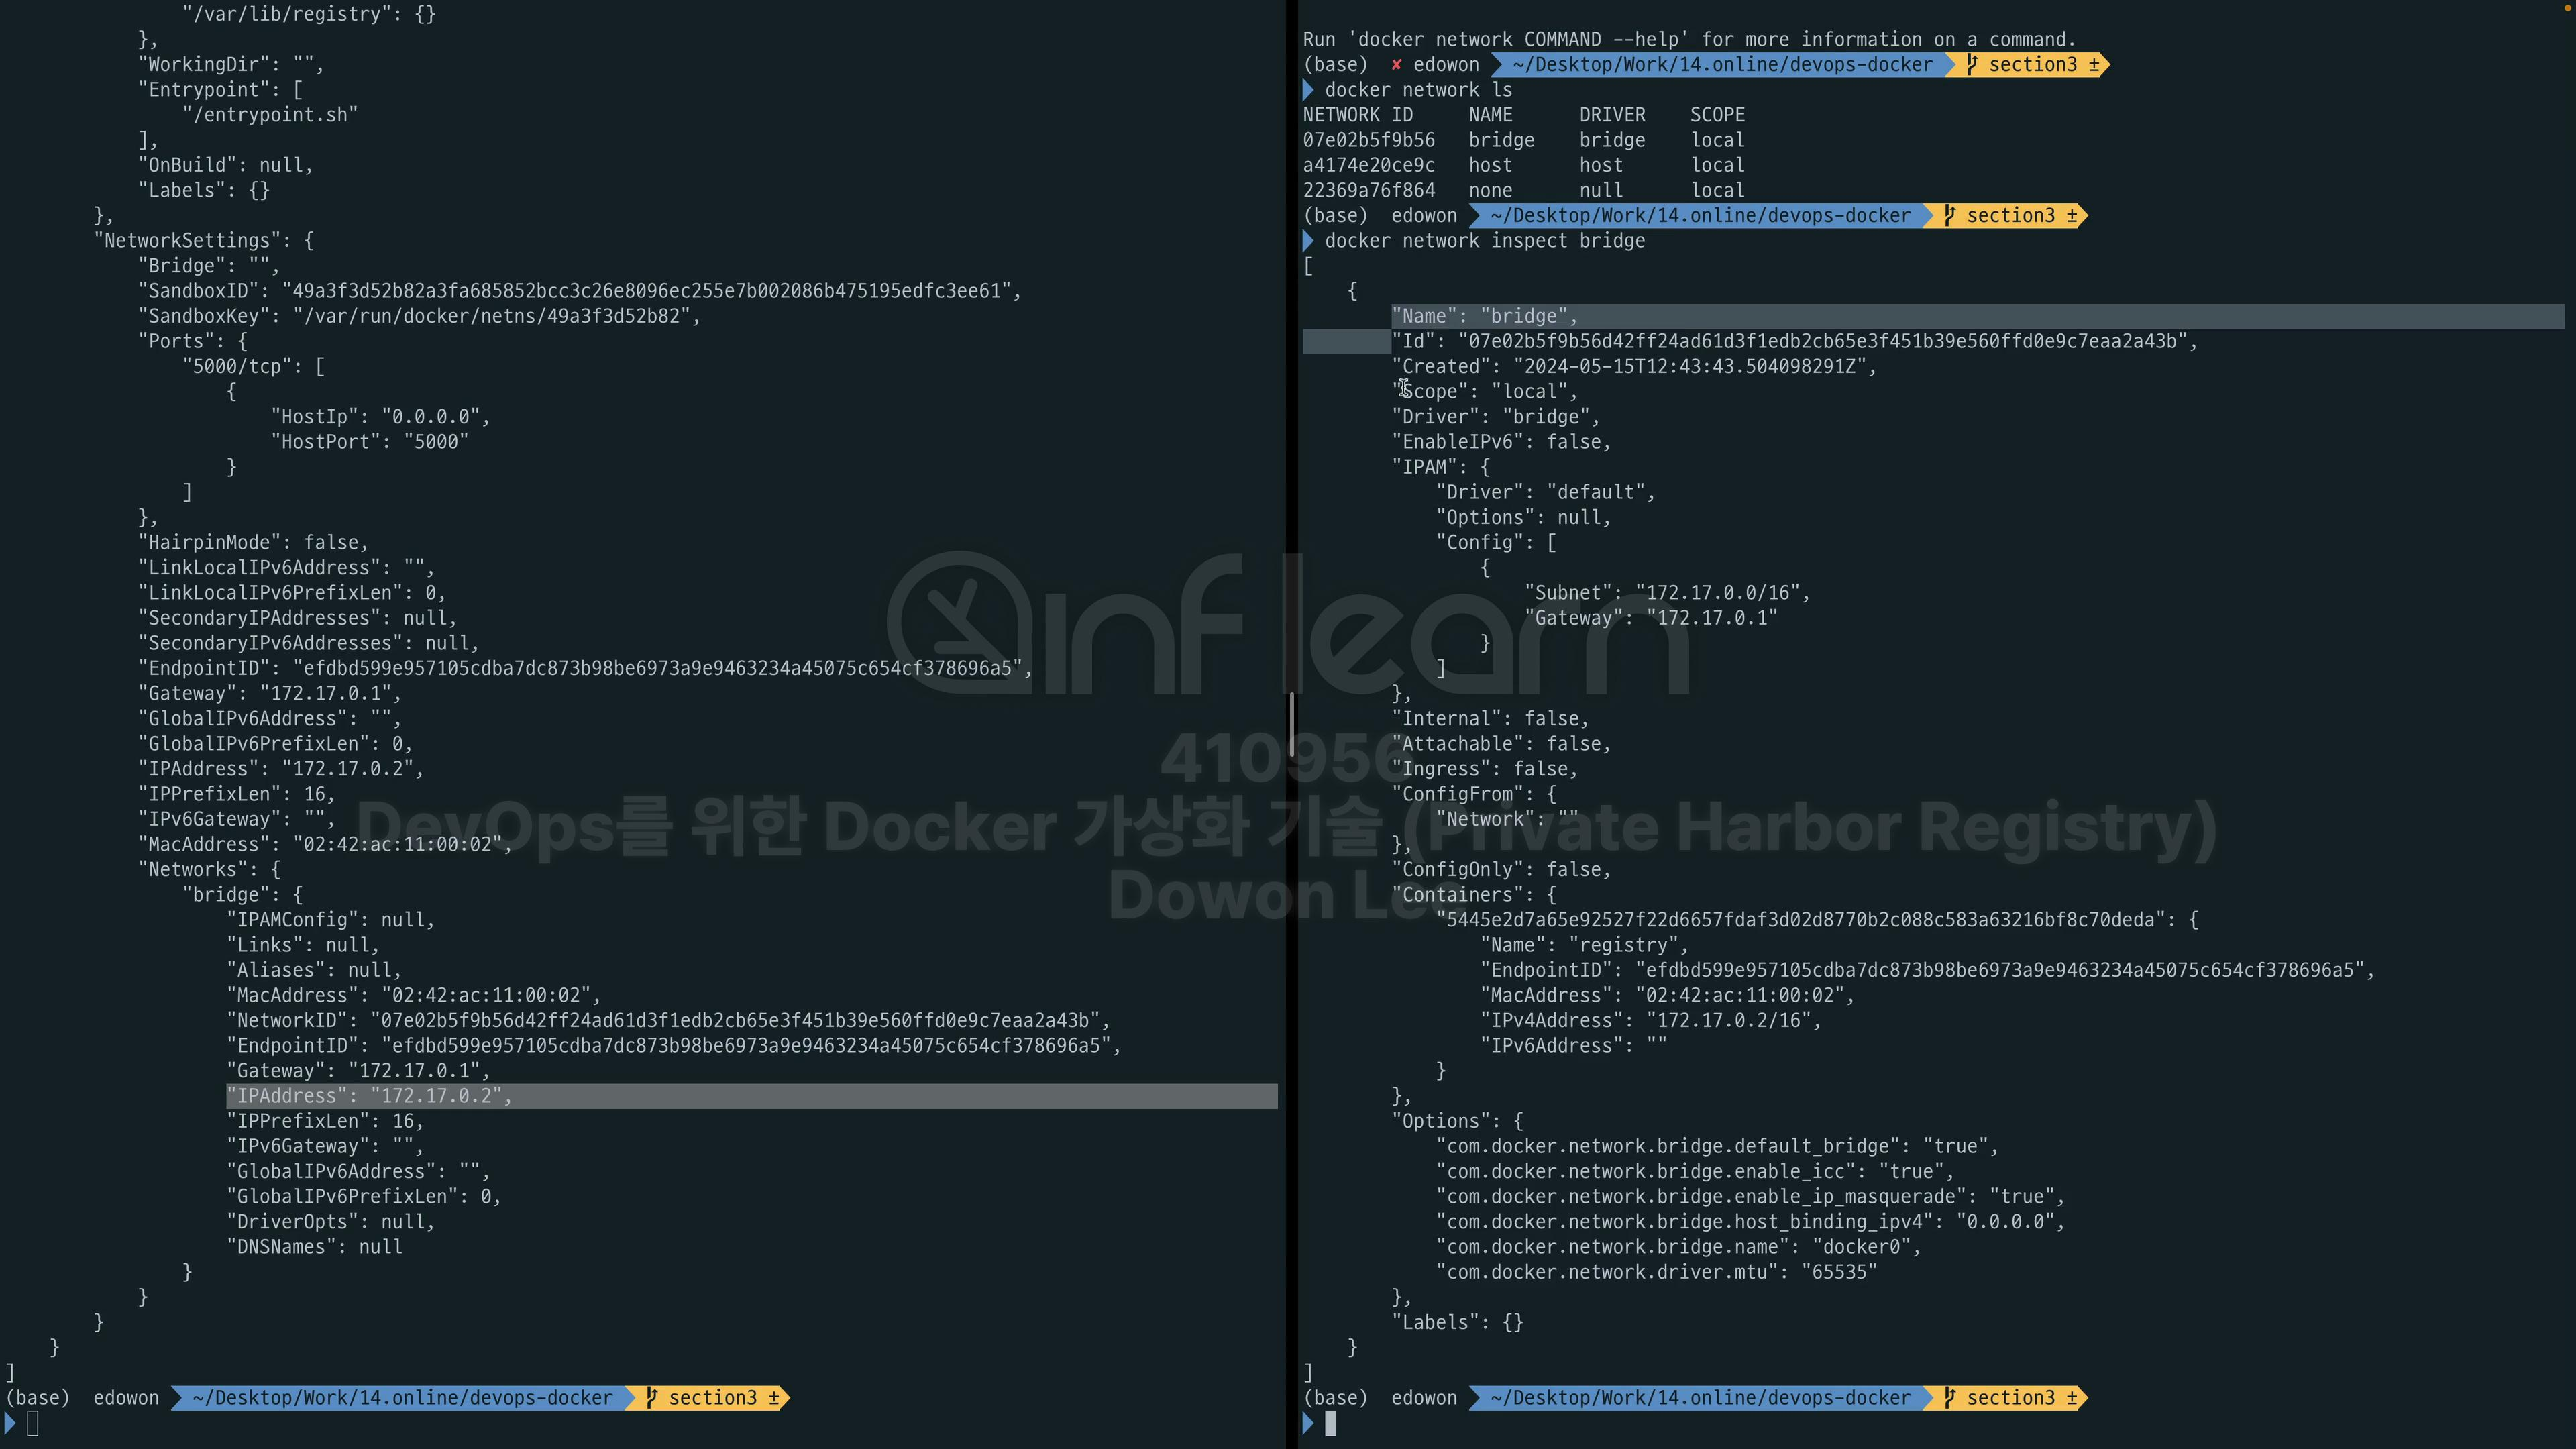 "/var/lib/registry": {}
},
"WorkingDir": "",
"Entrypoint": [
"/entrypoint.sh"
],
"OnBuild": null,
"Labels": {}
},
"NetworkSettings": {
"Bridge": "",
"SandboxID": "49a3f3d52b82a3fa685852bcc3c26e8096ec255e7b002086b475195edfc3ee61",
"SandboxKey": "/var/run/docker/netns/49a3f3d52b82",
"Ports": {
"5000/tcp": [
{
"HostIp": "0.0.0.0",
"HostPort": "5000"
}
]
},
"HairpinMode": false,
"LinkLocalIPv6Address": "",
"LinkLocalIPv6PrefixLen": 0,
"SecondaryIPAddresses": null,
"SecondaryIPv6Addresses": null,
"EndpointID": "efdbd599e957105cdba7dc873b98be6973a9e9463234a45075c654cf378696a5",
"Gateway": "172.17.0.1",
"GlobalIPv6Address": "",
"GlobalIPv6PrefixLen": 0,
"IPAddress": "172.17.0.2",
"IPPrefixLen": 16,
"IPv6Gateway": "",
"MacAddress": "02:42:ac:11:00:02",
"Networks": {
"bridge": {
"IPAMConfig": null,
"Links": null,
"Aliases": null,
"MacAddress": "02:42:ac:11:00:02",
"NetworkID": "07e02b5f9b56d42ff24ad61d3f1edb2cb65e3f451b39e560ffd0e9c7eaa2a43b",
"EndpointID": "efdbd599e957105cdba7dc873b98be6973a9e9463234a45075c654cf378696a5",
"Gateway": "172.17.0.1",
"IPAddress": "172.17.0.2",
"IPPrefixLen": 16,
"IPv6Gateway": "",
"GlobalIPv6Address": "",
"GlobalIPv6PrefixLen": 0,
"DriverOpts": null,
"DNSNames": null
}
}
}
}
]
(base) edowon ~/Desktop/Work/14.online/devops-docker section3 ±
Run 'docker network COMMAND --help' for more information on a command.
(base) ✘ edowon ~/Desktop/Work/14.online/devops-docker section3 ±
docker network ls
NETWORK ID NAME DRIVER SCOPE
07e02b5f9b56 bridge bridge local
a4174e20ce9c host host local
22369a76f864 none null local
(base) edowon ~/Desktop/Work/14.online/devops-docker section3 ±
docker network inspect bridge
[
{
"Name": "bridge",
"Id": "07e02b5f9b56d42ff24ad61d3f1edb2cb65e3f451b39e560ffd0e9c7eaa2a43b",
"Created": "2024-05-15T12:43:43.504098291Z",
"Scope": "local",
"Driver": "bridge",
"EnableIPv6": false,
"IPAM": {
"Driver": "default",
"Options": null,
"Config": [
{
"Subnet": "172.17.0.0/16",
"Gateway": "172.17.0.1"
}
]
},
"Internal": false,
"Attachable": false,
"Ingress": false,
"ConfigFrom": {
"Network": ""
},
"ConfigOnly": false,
"Containers": {
"5445e2d7a65e92527f22d6657fdaf3d02d8770b2c088c583a63216bf8c70deda": {
"Name": "registry",
"EndpointID": "efdbd599e957105cdba7dc873b98be6973a9e9463234a45075c654cf378696a5",
"MacAddress": "02:42:ac:11:00:02",
"IPv4Address": "172.17.0.2/16",
"IPv6Address": ""
}
},
"Options": {
"com.docker.network.bridge.default_bridge": "true",
"com.docker.network.bridge.enable_icc": "true",
"com.docker.network.bridge.enable_ip_masquerade": "true",
"com.docker.network.bridge.host_binding_ipv4": "0.0.0.0",
"com.docker.network.bridge.name": "docker0",
"com.docker.network.driver.mtu": "65535"
},
"Labels": {}
}
]
(base) edowon ~/Desktop/Work/14.online/devops-docker section3 ±
inflearn
410956
DevOps를 위한 Docker 가상화 기술 (Private Harbor Registry)
Dowon Lee